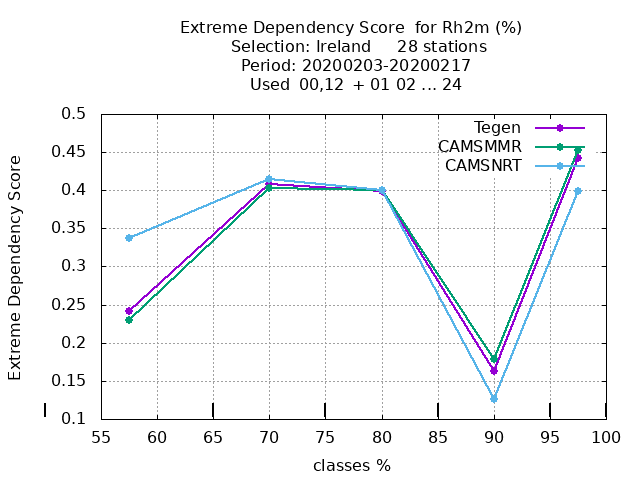 Extreme Dependency Score  for Rh2m (%)
Selection: Ireland     28 stations
Period: 20200203-20200217
Used  00,12  + 01 02 ... 24
Tegen
CAMSMMR
CAMSNRT
Extreme Dependency Score
0.5
0.45
0.4
0.35
0.3
0.25
0.2
0.15
0.1
55 60 65 70 75 80 85 90 95 100
classes %